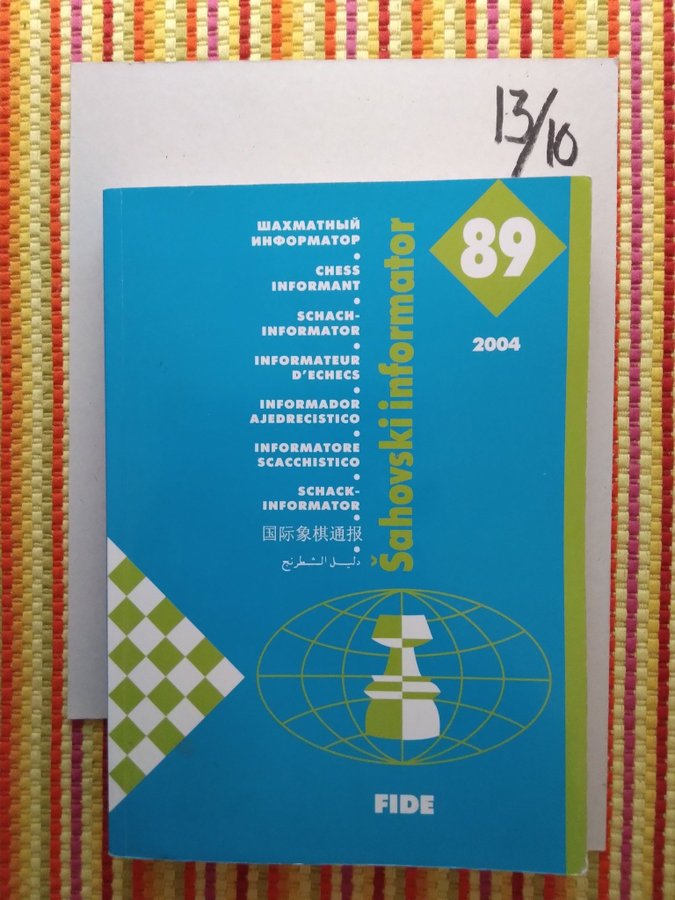 13/10
89
2004
ШАХМАТНЫЙ
ИНФОРМАТОР
•
CHESS
INFORMANT
•
SCHACH-
INFORMATOR
•
INFORMATEUR
D'ECHECS
•
INFORMADOR
AJEDRECISTICO
•
INFORMATORE
SCACCHISTICO
•
SCHACK-
INFORMATOR
•
国际象棋通报
•
دليل الشطرنج
Šahovski informator
FIDE